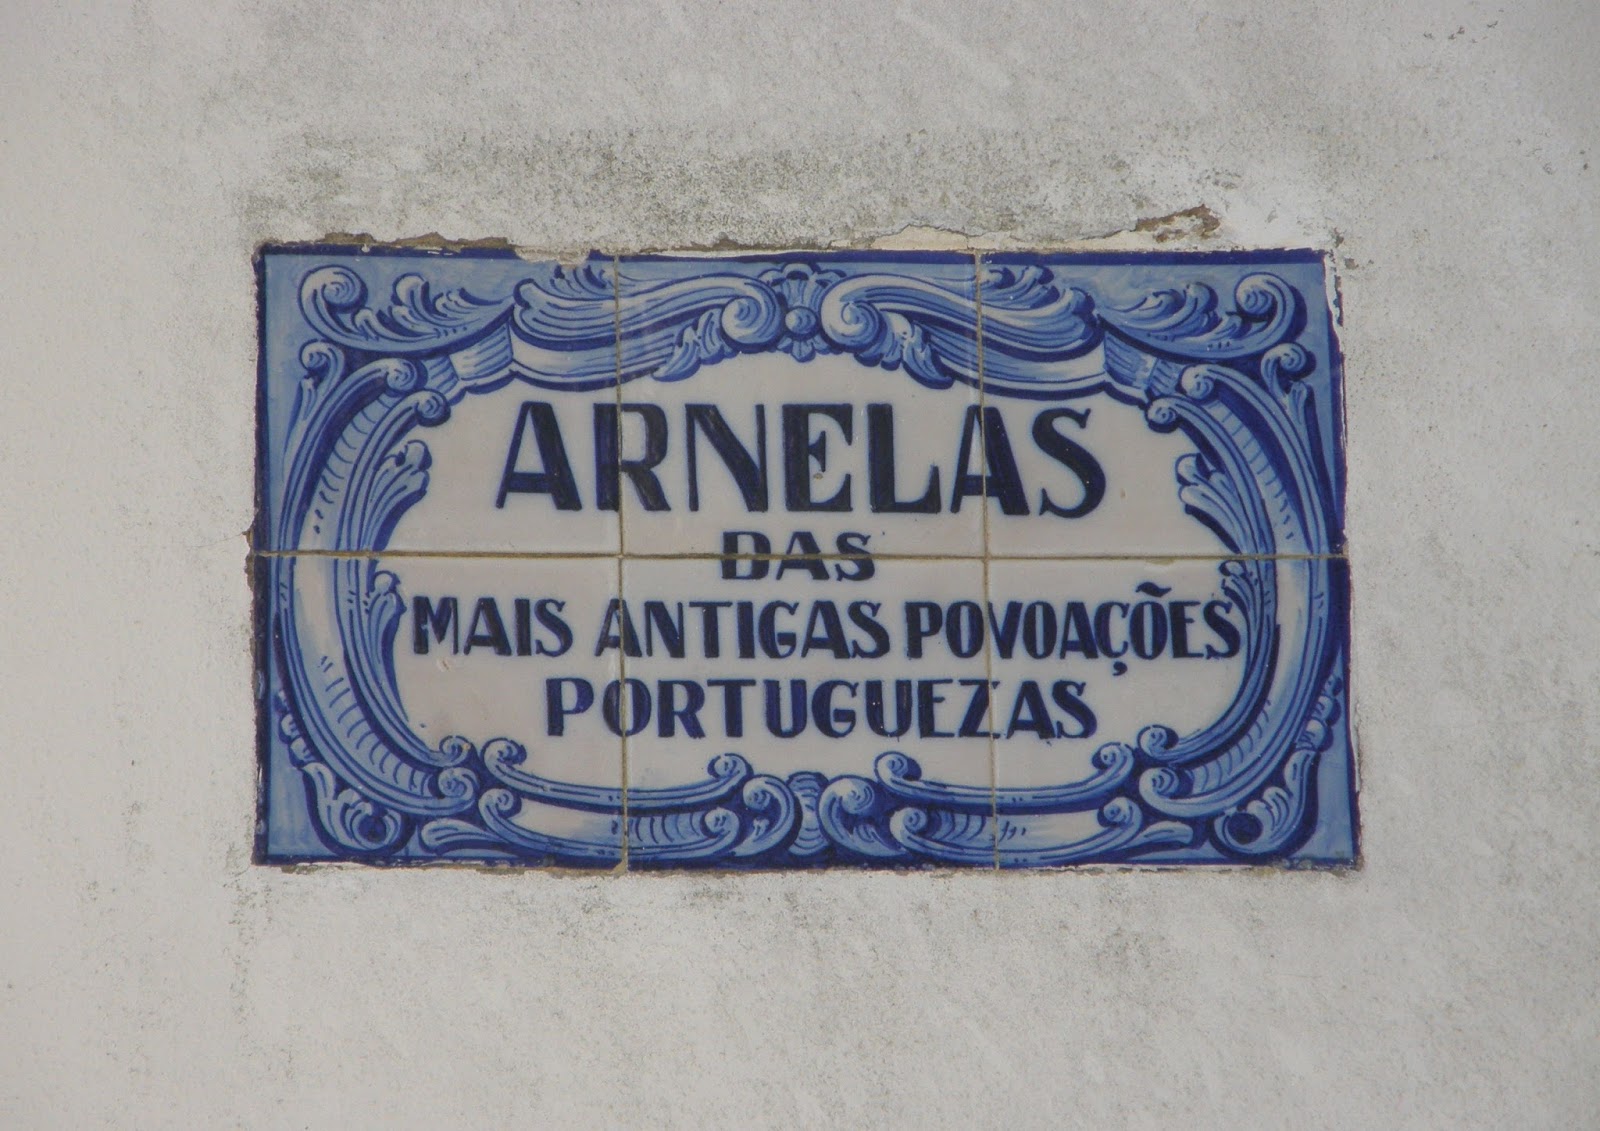 ARNELAS
DAS
MAIS ANTIGAS POVOAÇÕES
PORTUGUEZAS